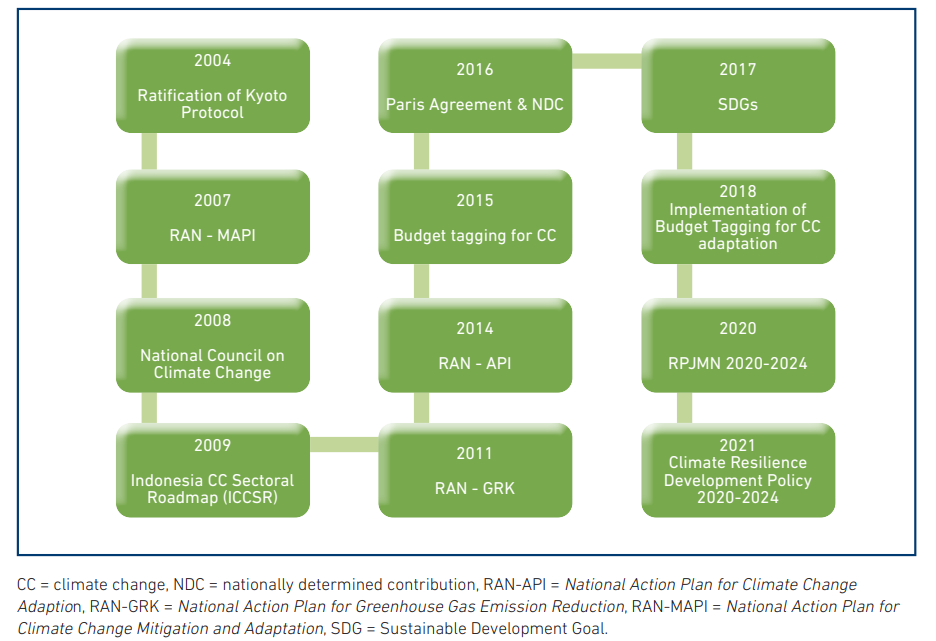 2004
Ratification of Kyoto
Protocol
2007
RAN - MAPI
2008
National Council on
Climate Change
2009
Indonesia CC Sectoral
Roadmap (ICCSR)
2011
RAN - GRK
2014
RAN - API
2015
Budget tagging for CC
2016
Paris Agreement & NDC
2017
SDGs
2018
Implementation of
Budget Tagging for CC
adaptation
2020
RPJMN 2020-2024
2021
Climate Resilience
Development Policy
2020-2024
CC = climate change, NDC = nationally determined contribution, RAN-API = National Action Plan for Climate Change
Adaption, RAN-GRK = National Action Plan for Greenhouse Gas Emission Reduction, RAN-MAPI = National Action Plan for
Climate Change Mitigation and Adaptation, SDG = Sustainable Development Goal.